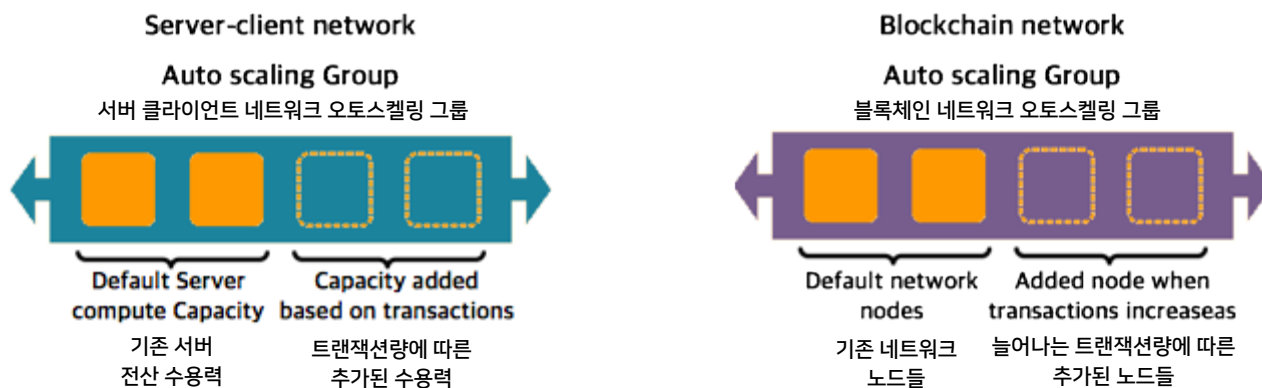 Server-client network
Auto scaling Group
서버 클라이언트 네트워크 오토스켈링 그룹
Default Server
compute Capacity
기존 서버
전산 수용력
Capacity added
based on transactions
트랜잭션량에 따른
추가된 수용력
Blockchain network
Auto scaling Group
블록체인 네트워크 오토스켈링 그룹
Default network
nodes
기존 네트워크
노드들
Added node when
transactions increaseas
늘어나는 트랜잭션량에 따른
추가된 노드들